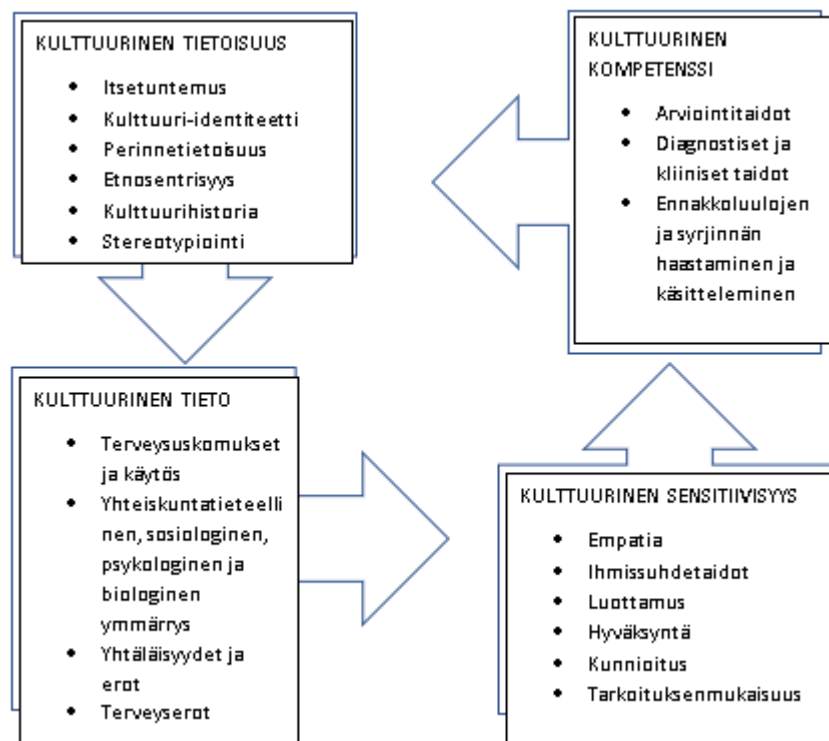 KULTTUURINEN TIETOISUUS
• Itsetuntemus
• Kulttuuri-identiteetti
• Perinnetietoisuus
• Etnosentrisyys
• Kulttuurihistoria
• Stereotypiointi
KULTTUURINEN TIETO
• Terveysuskomukset
ja käytös
• Yhteiskuntatieteelli
nen, sosiologinen,
psykologinen ja
biologinen
ymmärrys
• Yhtäläisyydet ja
erot
• Terveyserot
KULTTUURINEN SENSITIIVISYYS
• Empatia
• Ihmissuhdetaidot
• Luottamus
• Hyväksyntä
• Kunnioitus
• Tarkoituksenmukaisuus
KULTTUURINEN
KOMPETENSSI
• Arviointitaidot
• Diagnostiset ja
kliiniset taidot
• Ennakkoluulojen
ja syrjinnän
haastaminen ja
käsitteleminen